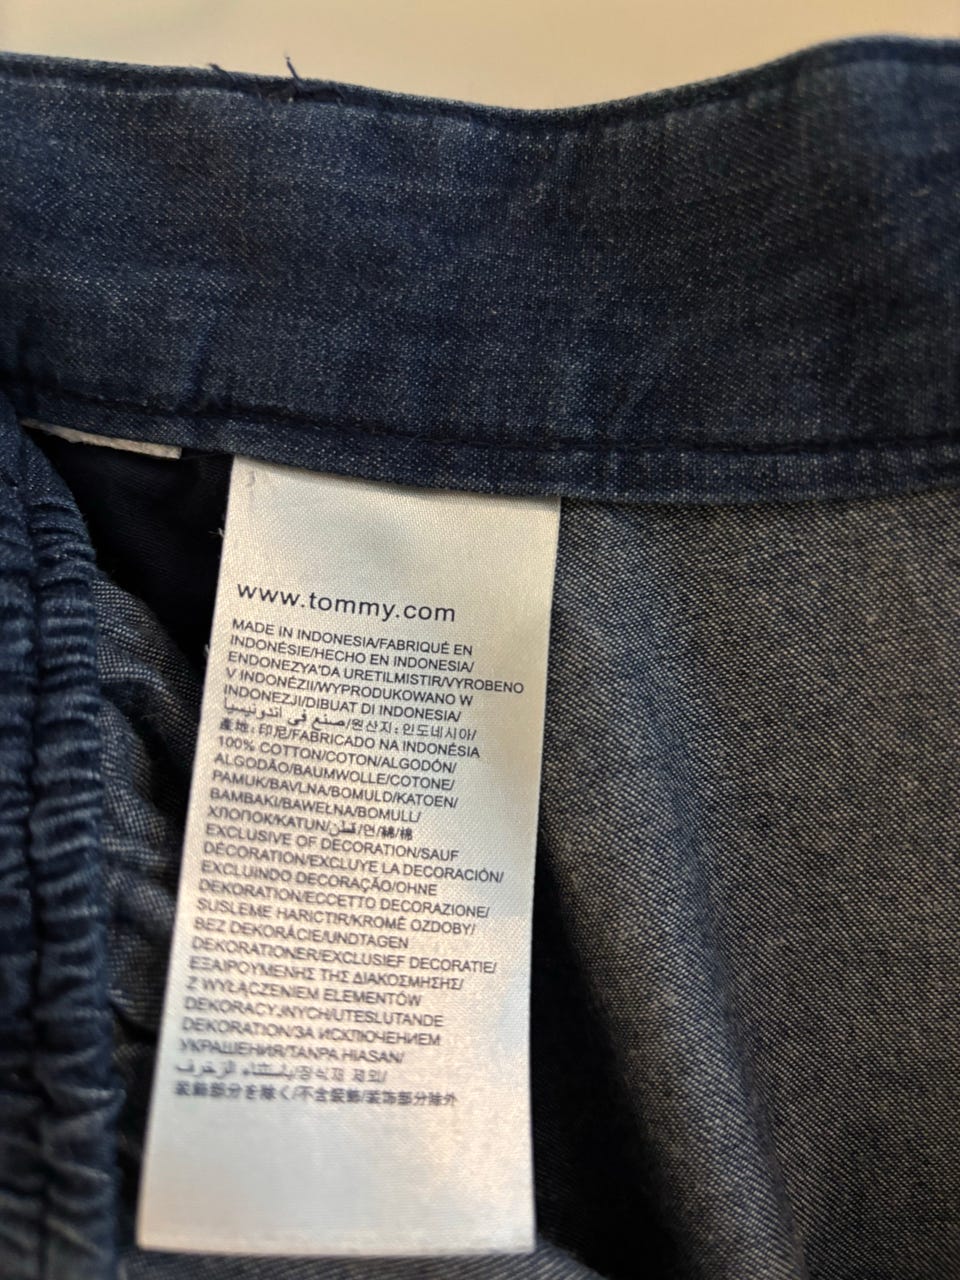 www.tommy.com
MADE IN INDONESIA/FABRIQUÉ EN
INDONÉSIE/HECHO EN INDONESIA/
ENDONEZYA'DA URETILMISTIR/VYROBENO
V INDONÉZII/WYPRODUKOWANO W
INDONEZJI/DIBUAT DI INDONESIA/
صنع في اندونيسيا/원산지: 인도네시아/
產地: 印尼/FABRICADO NA INDONÉSIA
100% COTTON/COTON/ALGODÓN/
ALGODÃO/BAUMWOLLE/COTONE/
PAMUK/BAVLNA/BOMULD/KATOEN/
BAMBAKI/BAWEŁNA/BOMULL/
ХЛОПОК/KATUN/قطن/면/綿/棉
EXCLUSIVE OF DECORATION/SAUF
DÉCORATION/EXCLUYE LA DECORACIÓN/
EXCLUINDO DECORAÇÃO/OHNE
DEKORATION/ECCETTO DECORAZIONE/
SUSLEME HARICTIR/KROMĚ OZDOBY/
BEZ DEKORÁCIE/UNDTAGEN
DEKORATIONER/EXCLUSIEF DECORATIE/
ΕΞΑΙΡΟΥΜΕΝΗΣ ΤΗΣ ΔΙΑΚΟΣΜΗΣΗΣ/
Z WYŁĄCZENIEM ELEMENTÓW
DEKORACYJNYCH/UTESLUTANDE
DEKORATION/ЗА ИСКЛЮЧЕНИЕМ
УКРАШЕНИЯ/TANPA HIASAN/
باستثناء الزخرف/장식재 제외/
装飾部分を除く/不含裝飾/装饰部分除外